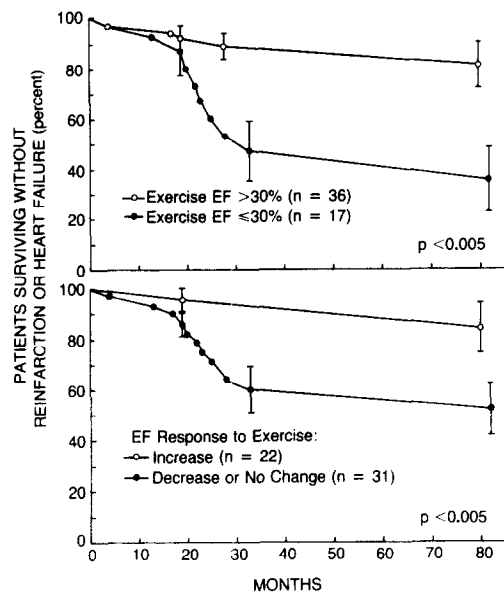 PATIENTS SURVIVING WITHOUT
REINFARCTION OR HEART FAILURE (percent)
100
80
60
40
20
0
Exercise EF >30% (n = 36)
Exercise EF ≤30% (n = 17)
p <0.005
100
80
60
40
20
0
EF Response to Exercise:
Increase (n = 22)
Decrease or No Change (n = 31)
p <0.005
0 10 20 30 40 50 60 70 80
MONTHS